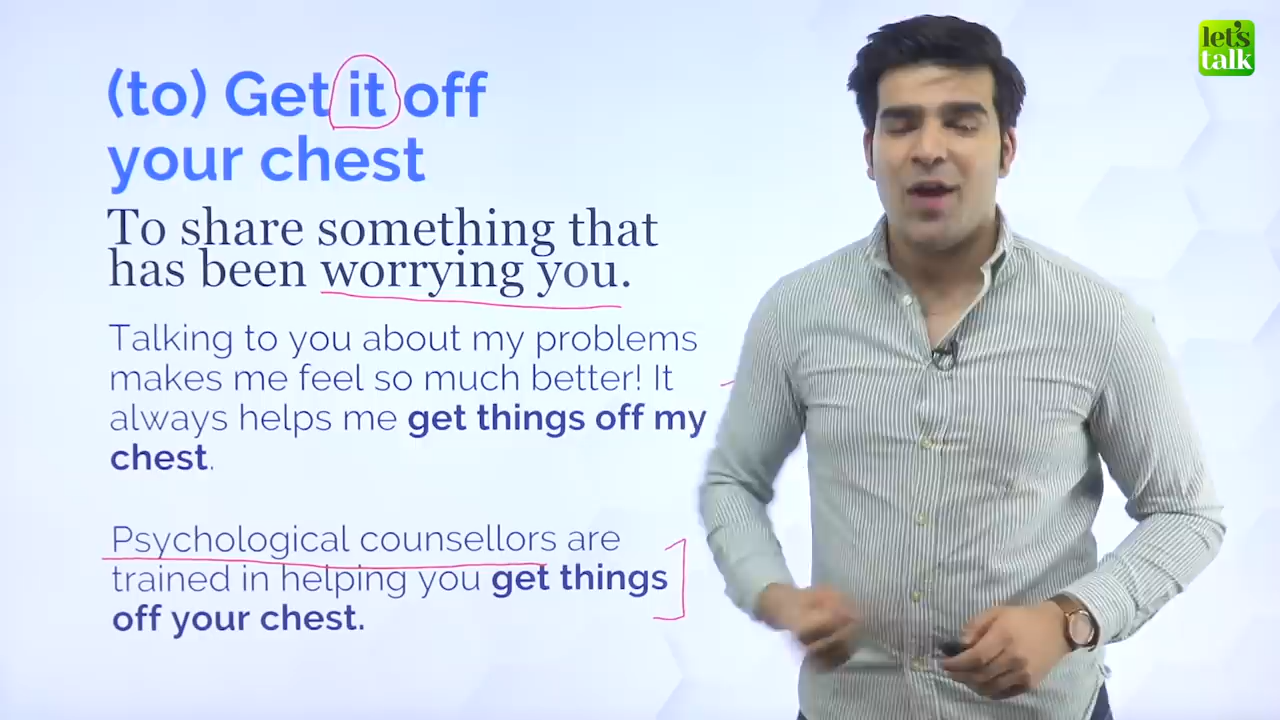 (to) Get it off
your chest
To share something that
has been worrying you.
Talking to you about my problems
makes me feel so much better! It
always helps me get things off my
chest.
Psychological counsellors are
trained in helping you get things
off your chest.
let's
talk